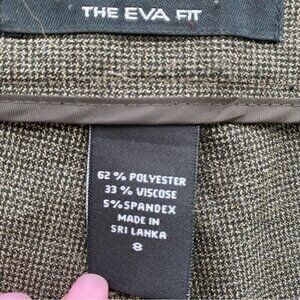 THE EVA FIT
62 % POLYESTER
33 % VISCOSE
5% SPANDEX
MADE IN
SRI LANKA
8